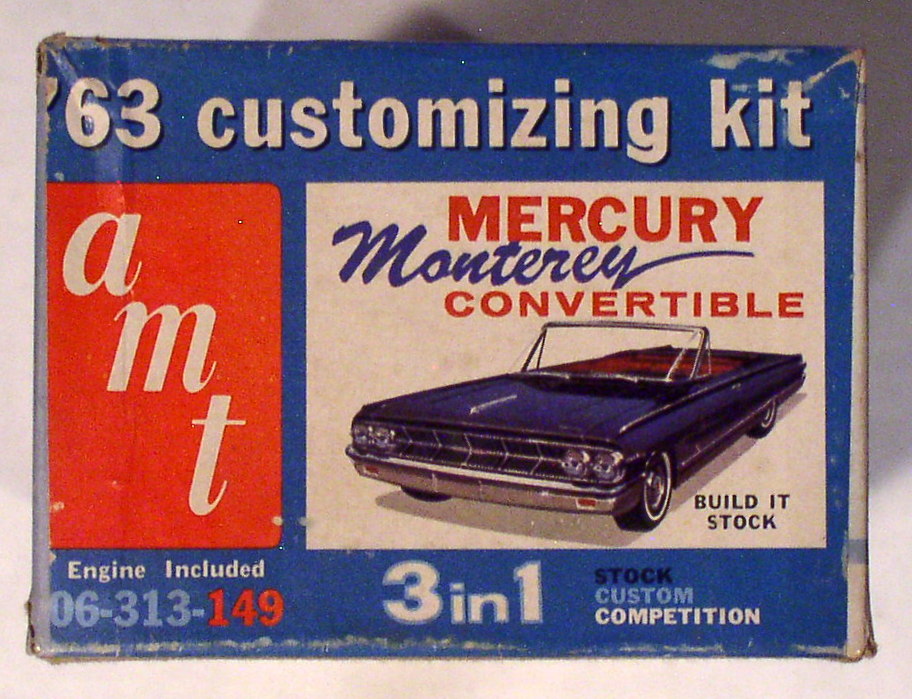 '63 customizing kit
amt
MERCURY
Monterey
CONVERTIBLE
BUILD IT
STOCK
Engine Included
06-313-149
3 in 1
STOCK
CUSTOM
COMPETITION